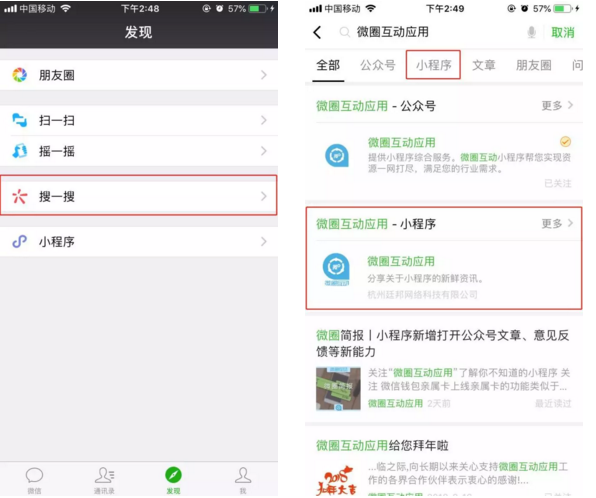 中国移动
下午2:48
57%
发现
朋友圈
扫一扫
摇一摇
搜一搜
小程序
微信
通讯录
发现
我
中国移动
下午2:49
57%
微圈互动应用
取消
全部
公众号
小程序
文章
朋友圈
问
微圈互动应用 - 公众号
更多
微圈互动应用
提供小程序综合服务。微圈互动小程序帮您实现资
源一网打尽，满足您的行业需求。
已关注
微圈互动应用 - 小程序
更多
微圈互动
微圈互动应用
分享关于小程序的新鲜资讯。
杭州廷邦网络科技有限公司
微圈简报丨小程序新增打开公众号文章、意见反
馈等新能力
关注“微圈互动应用”了解你不知道的小程序 关
注 微信钱包亲属卡上线亲属卡的功能类似于...
微圈互动应用 2天前
最近读过
微圈互动应用给您拜年啦
...临之际,向长期以来关心支持微圈互动应用工
作的各界合作伙伴表示衷心的感谢!...